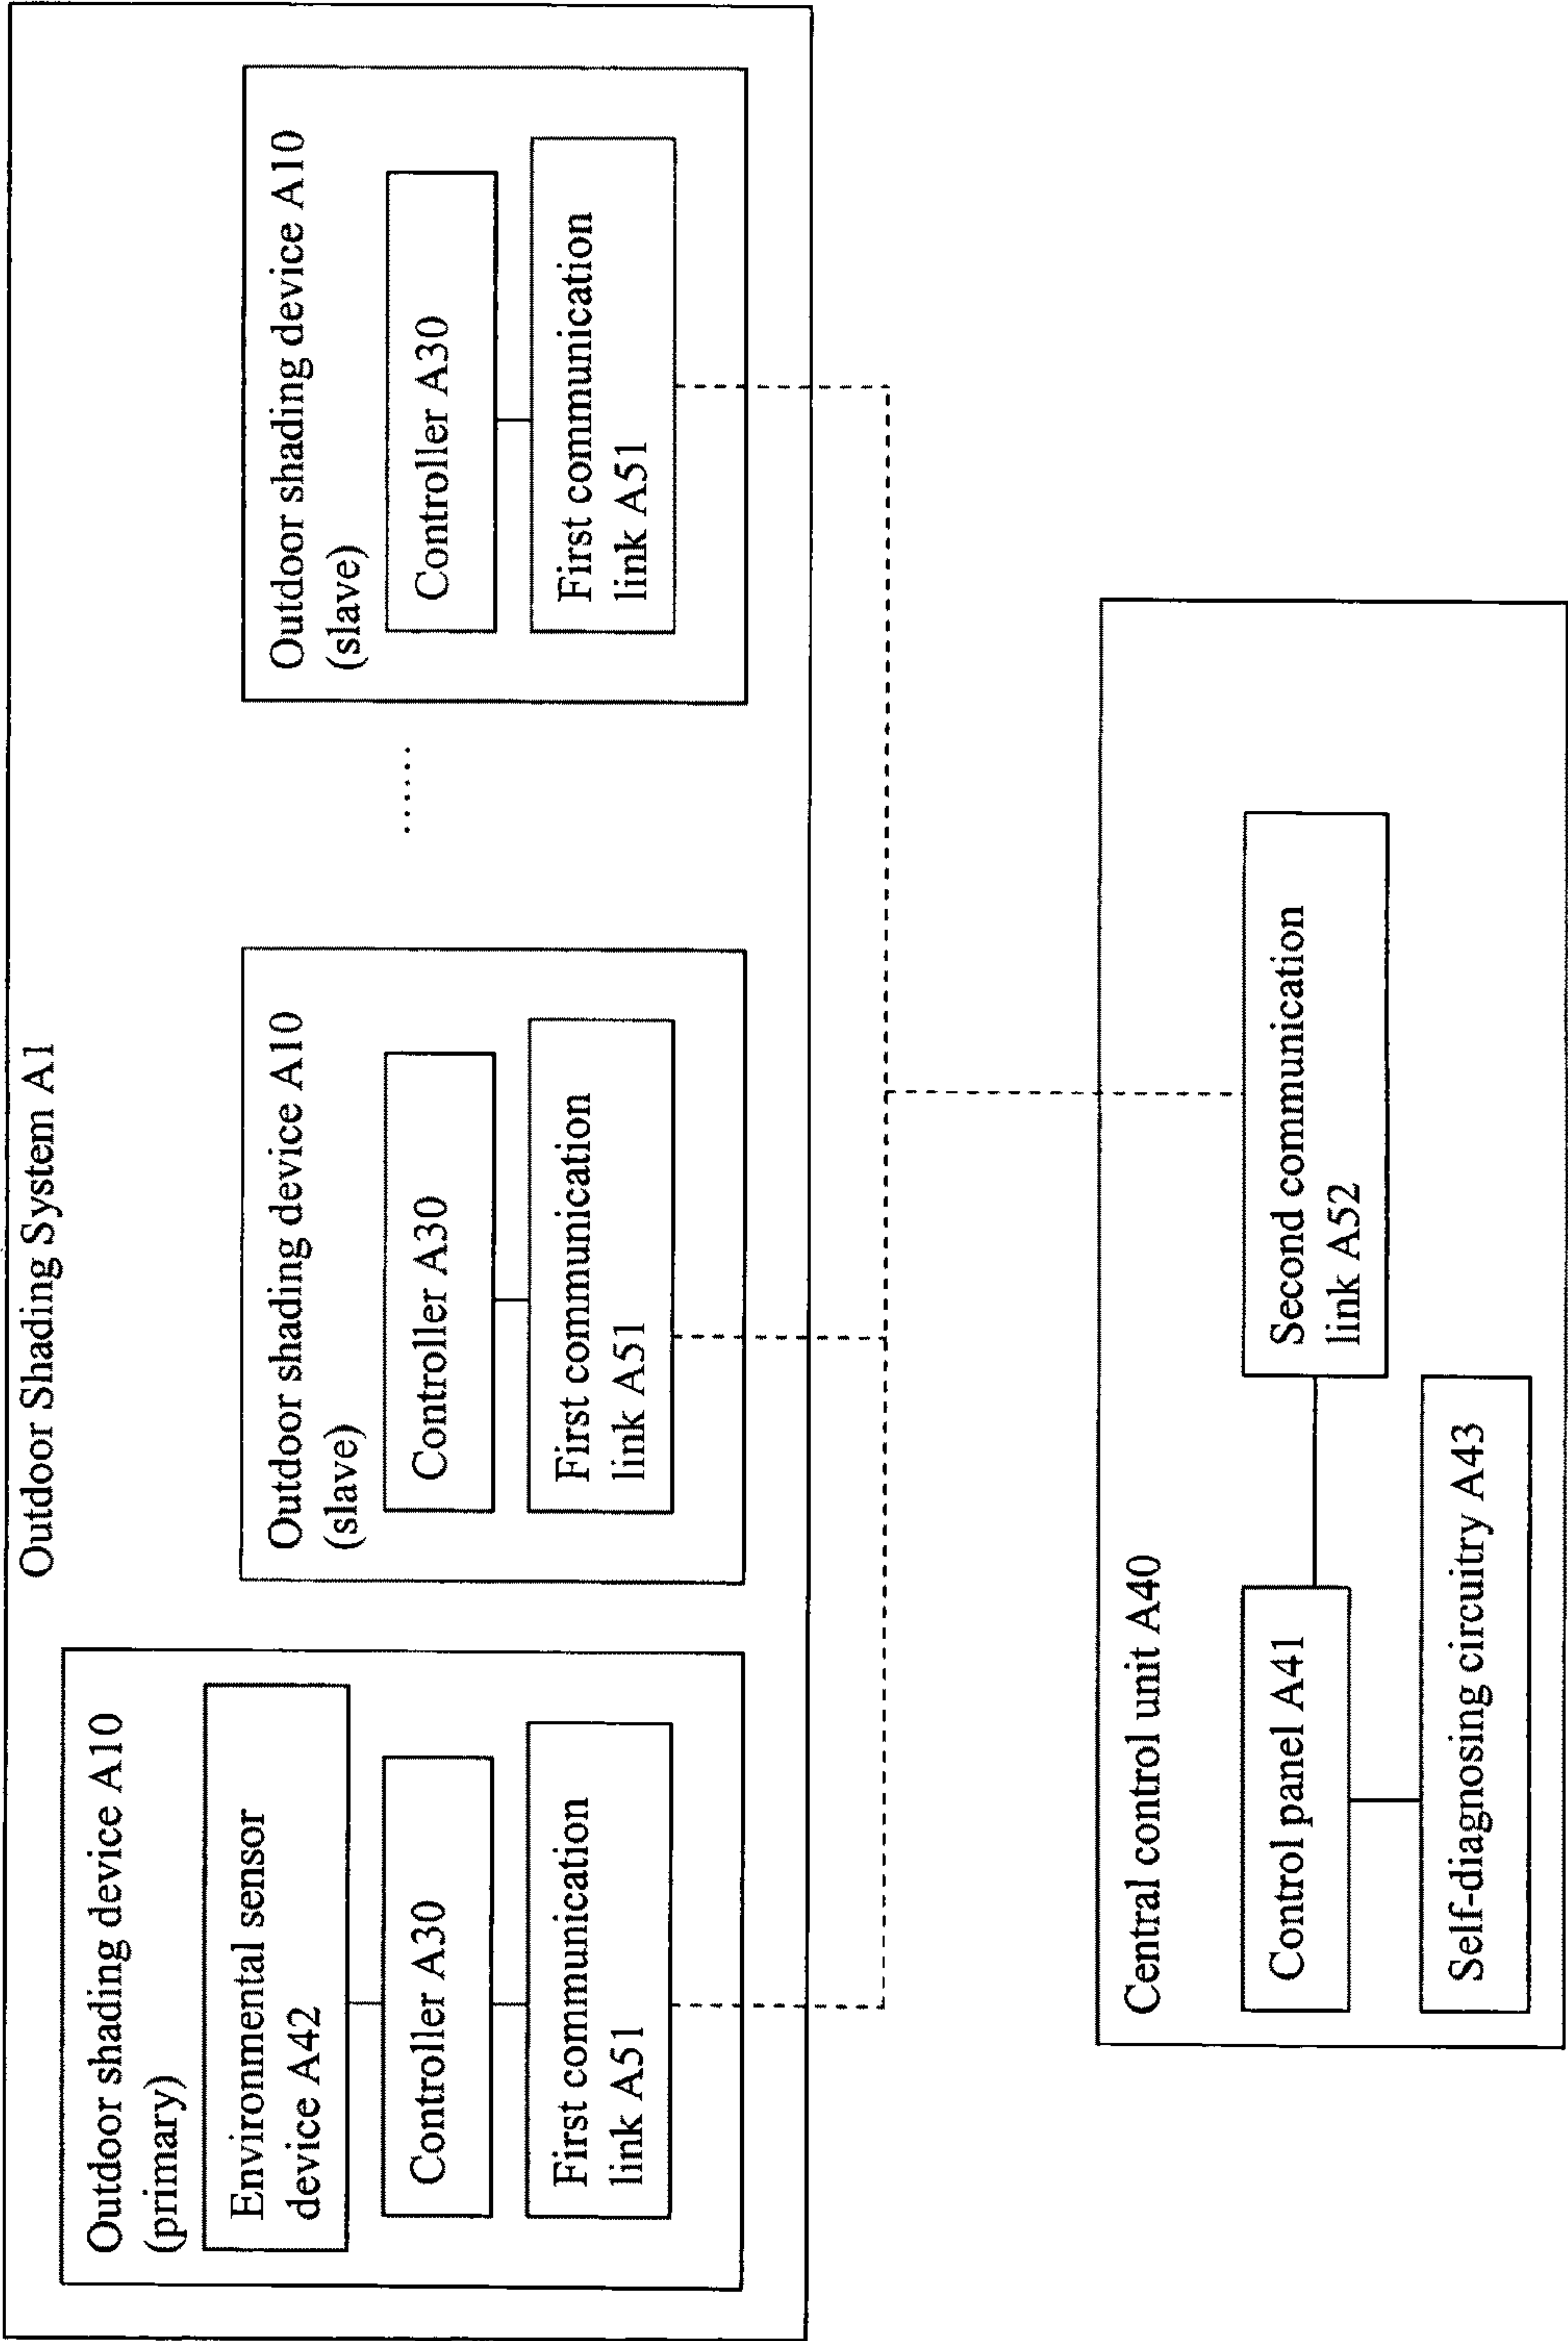 Outdoor Shading System A1
Outdoor shading device A10
(primary)
Environmental sensor
device A42
Controller A30
First communication
link A51
Outdoor shading device A10
(slave)
Controller A30
First communication
link A51
......
Outdoor shading device A10
(slave)
Controller A30
First communication
link A51
Central control unit A40
Control panel A41
Second communication
link A52
Self-diagnosing circuitry A43